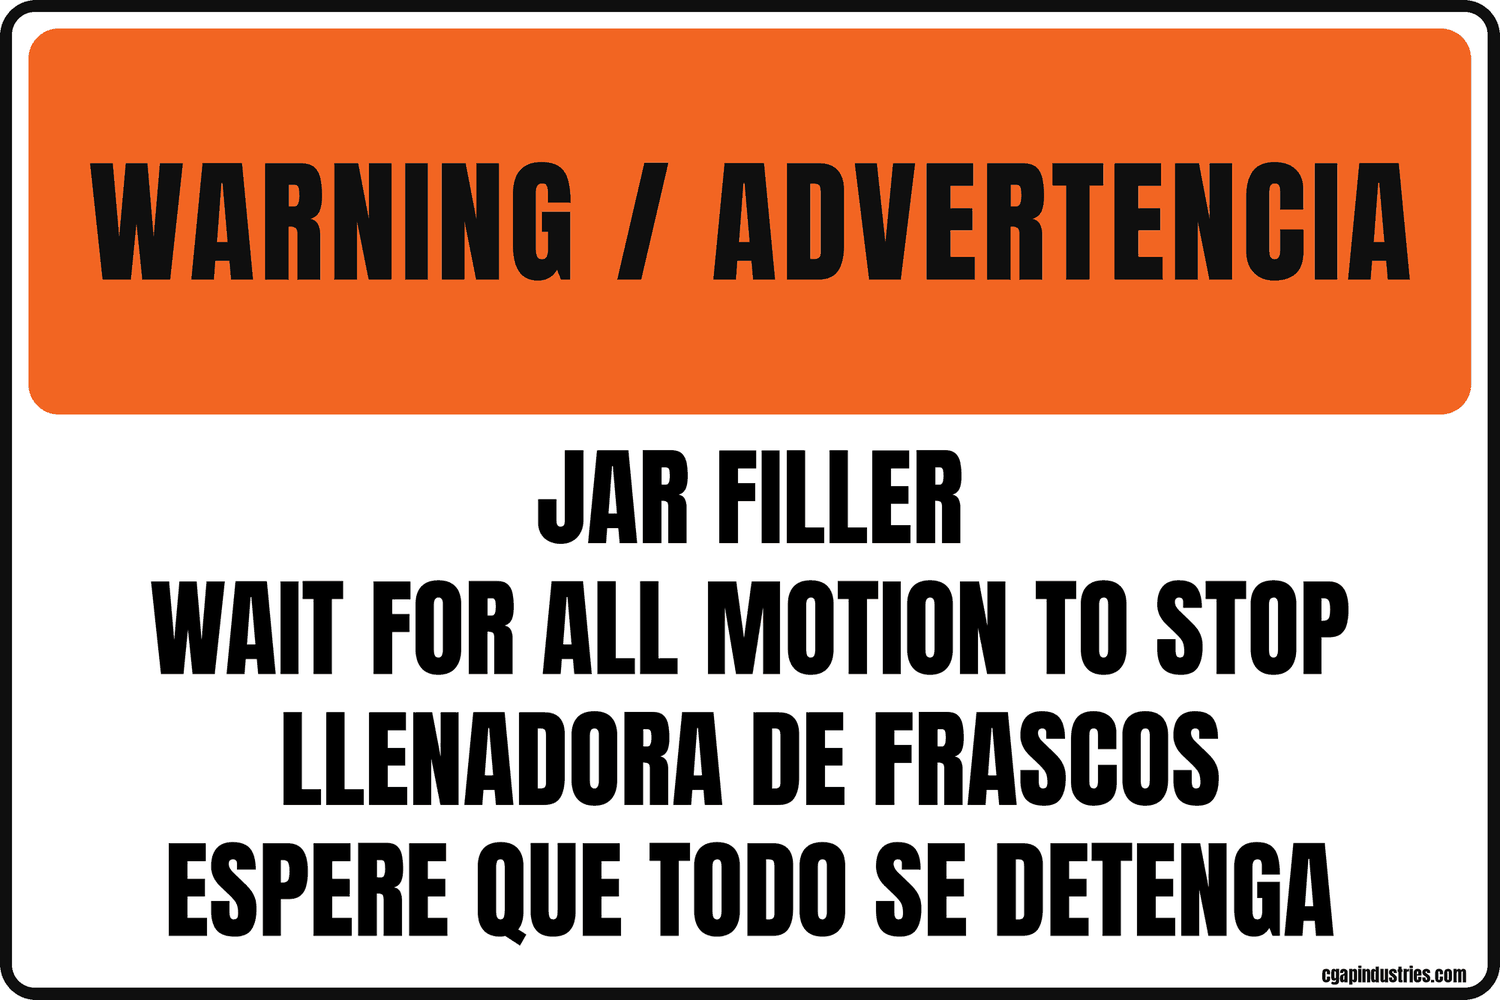 WARNING / ADVERTENCIA
JAR FILLER
WAIT FOR ALL MOTION TO STOP
LLENADORA DE FRASCOS
ESPERE QUE TODO SE DETENGA
cgapindustries.com